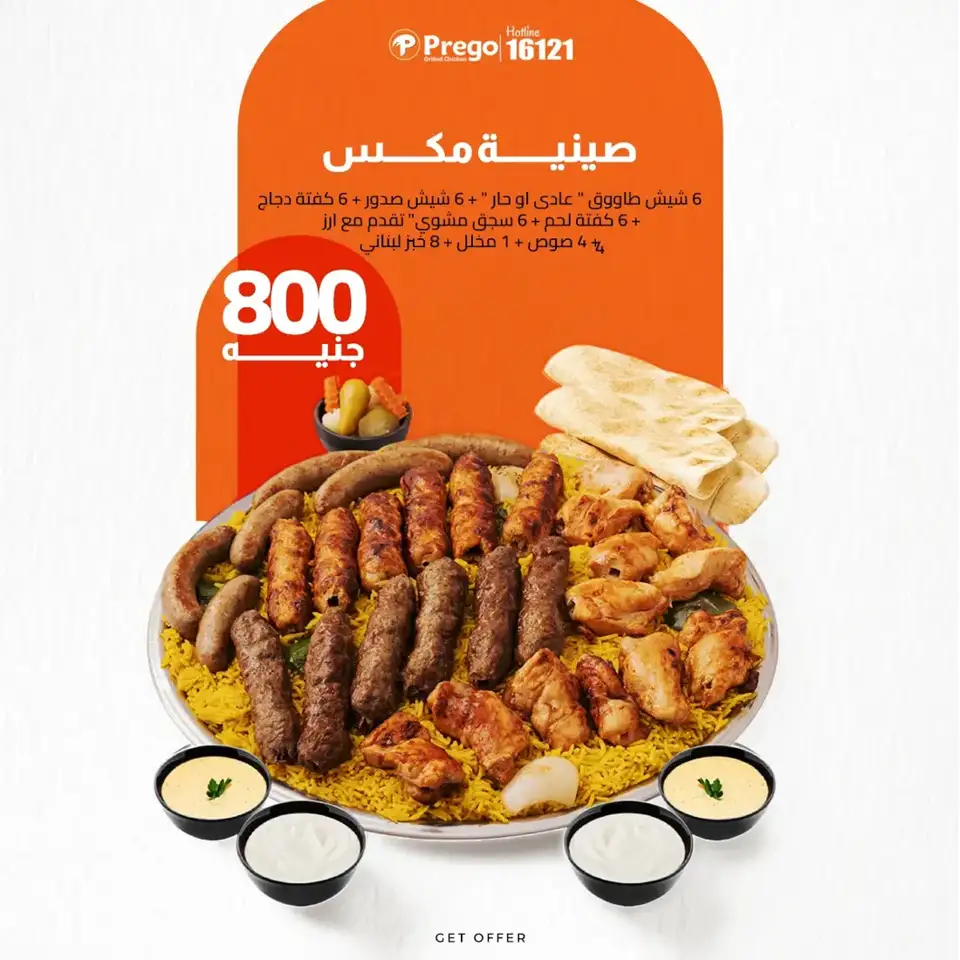 Prego
Grilled Chicken
Hotline
16121
صينية مكس
6 شيش طاووق " عادى او حار " + 6 شيش صدور + 6 كفتة دجاج
+ 6 كفتة لحم + 6 سجق مشوي" تقدم مع ارز
+ 4 صوص + 1 مخلل + 8 خبز لبناني
800
جنيه
GET OFFER